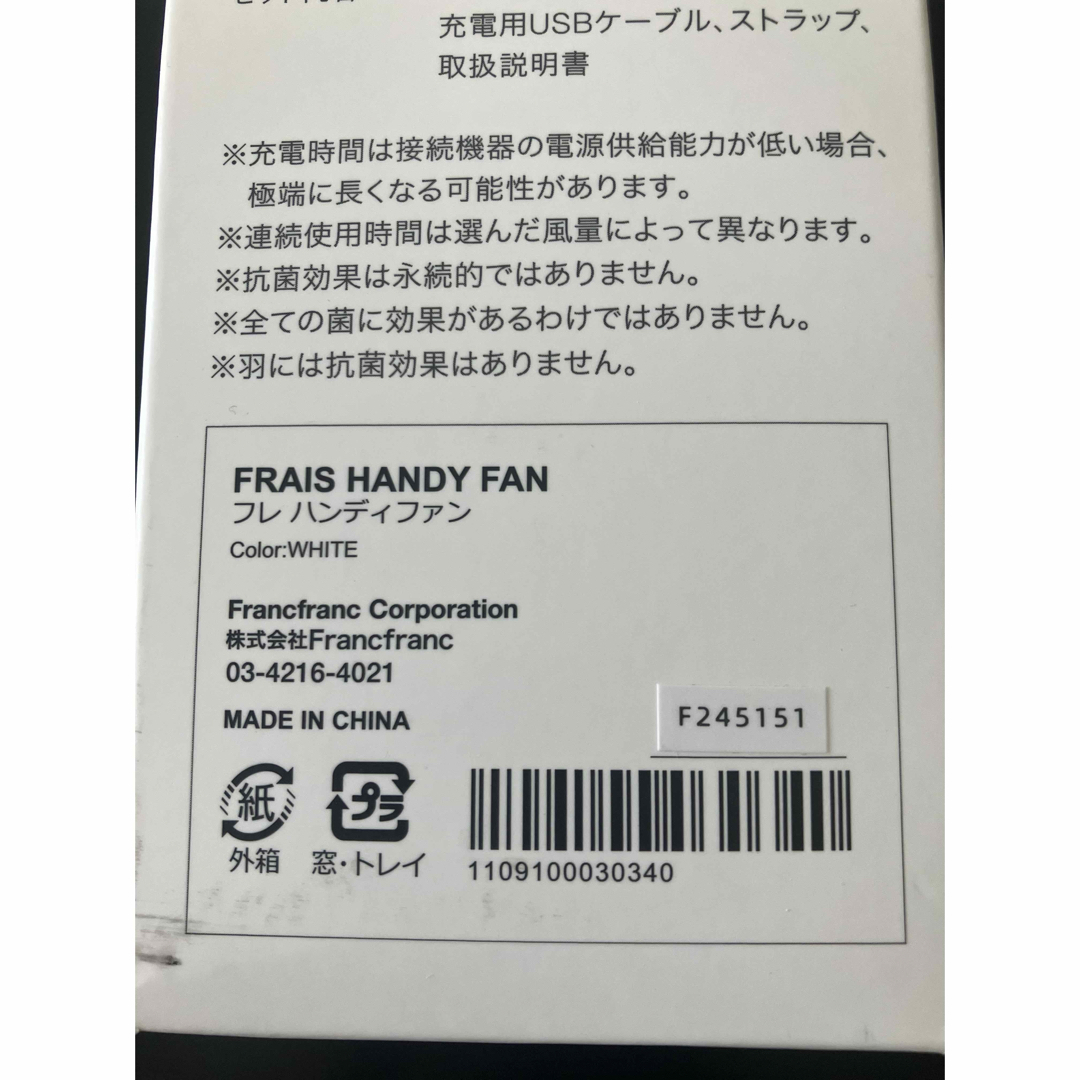 充電用USBケーブル、ストラップ、
取扱説明書
※充電時間は接続機器の電源供給能力が低い場合、
極端に長くなる可能性があります。
※連続使用時間は選んだ風量によって異なります。
※抗菌効果は永続的ではありません。
※全ての菌に効果があるわけではありません。
※羽には抗菌効果はありません。
FRAIS HANDY FAN
フレ ハンディファン
Color:WHITE
Francfranc Corporation
株式会社Francfranc
03-4216-4021
MADE IN CHINA
F245151
紙
プラ
外箱
窓・トレイ
1109100030340